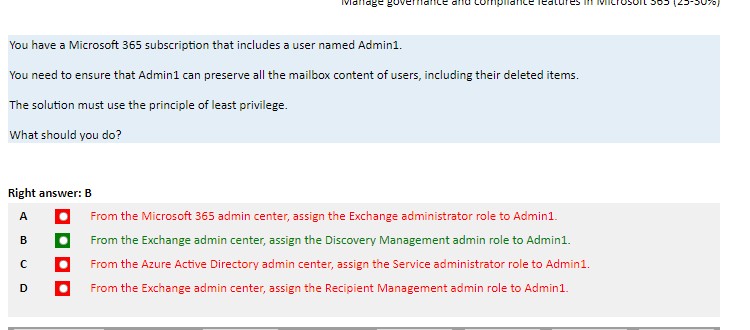 Manage governance and compliance features in Microsoft 365 (25-30%)
You have a Microsoft 365 subscription that includes a user named Admin1.
You need to ensure that Admin1 can preserve all the mailbox content of users, including their deleted items.
The solution must use the principle of least privilege.
What should you do?
Right answer: B
A From the Microsoft 365 admin center, assign the Exchange administrator role to Admin1.
B From the Exchange admin center, assign the Discovery Management admin role to Admin1.
C From the Azure Active Directory admin center, assign the Service administrator role to Admin1.
D From the Exchange admin center, assign the Recipient Management admin role to Admin1.